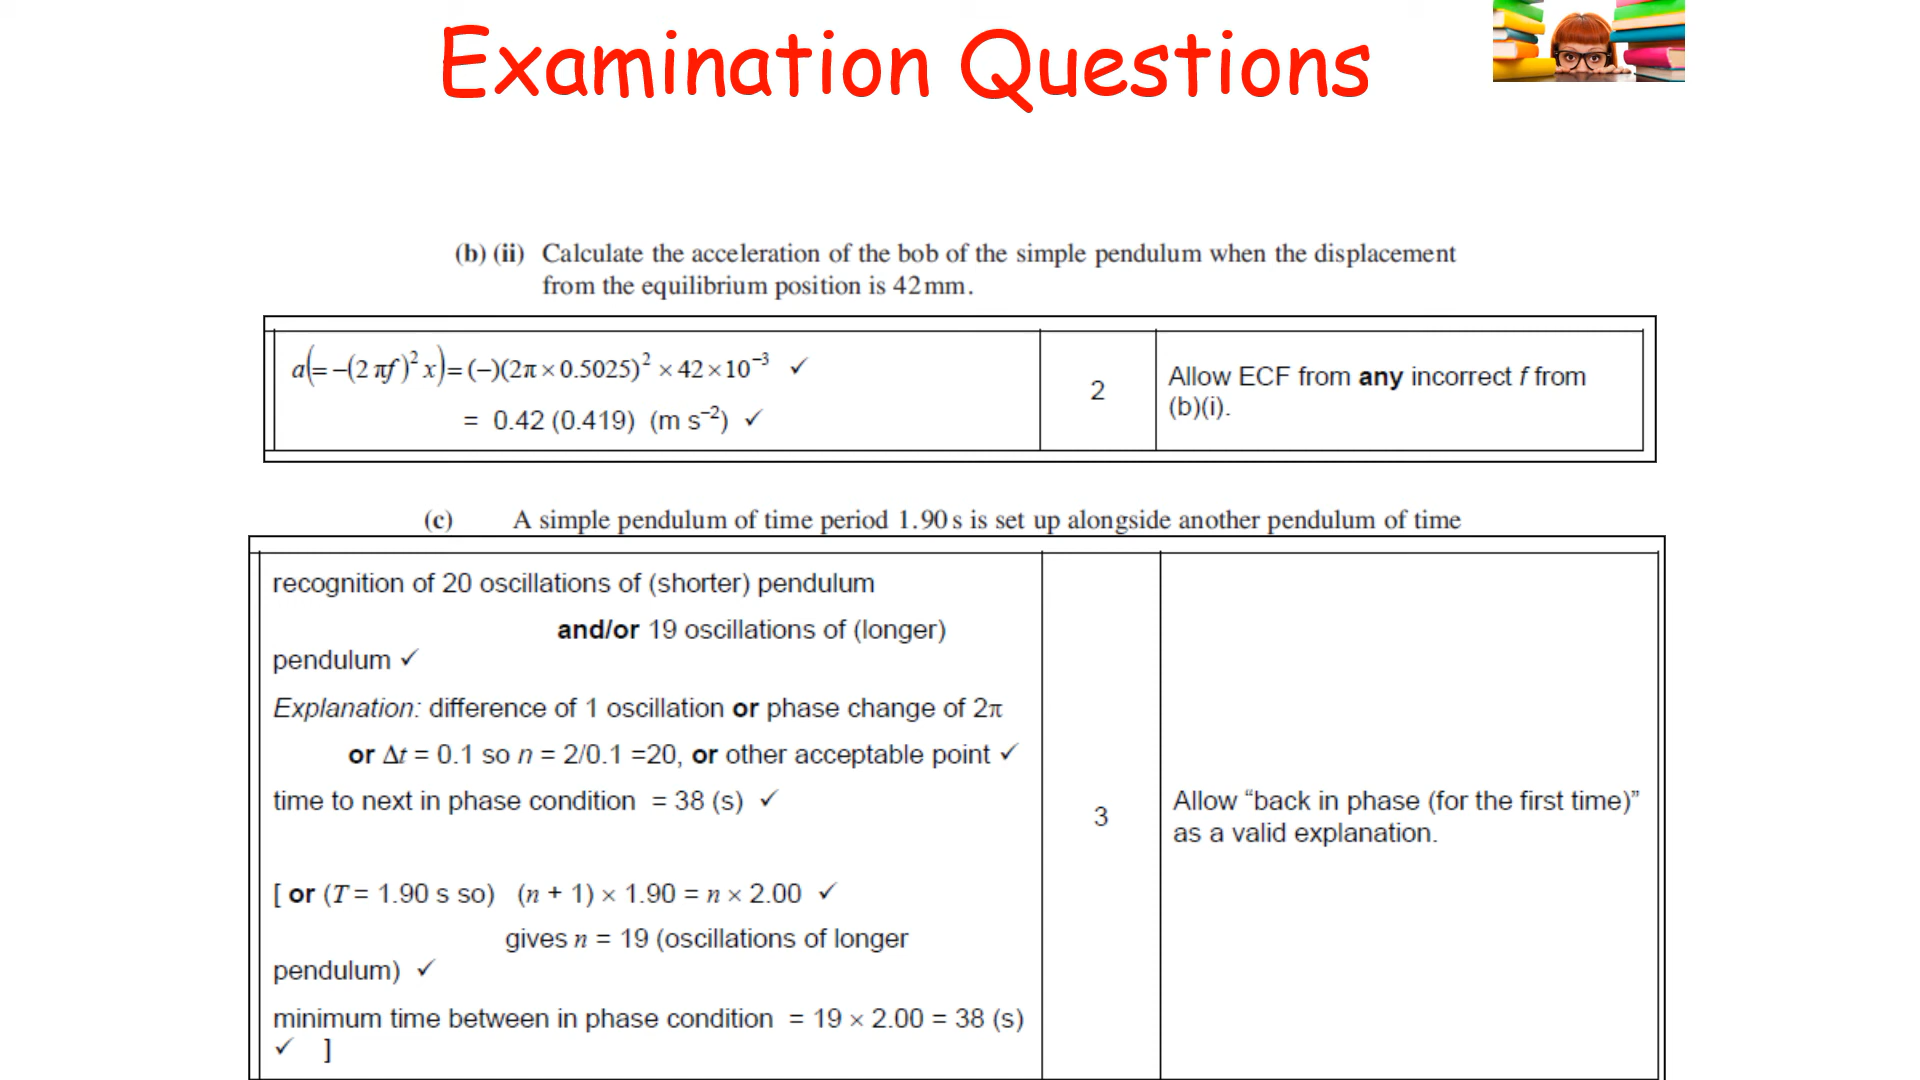 Examination Questions
(b) (ii) Calculate the acceleration of the bob of the simple pendulum when the displacement
from the equilibrium position is 42 mm.
a(= −(2 πf)² x) = (−)(2π × 0.5025)² × 42 × 10⁻³ ✓
= 0.42 (0.419) (m s⁻²) ✓
2
Allow ECF from any incorrect f from
(b)(i).
(c) A simple pendulum of time period 1.90 s is set up alongside another pendulum of time
recognition of 20 oscillations of (shorter) pendulum
and/or 19 oscillations of (longer)
pendulum ✓
Explanation: difference of 1 oscillation or phase change of 2π
or Δt = 0.1 so n = 2/0.1 =20, or other acceptable point ✓
time to next in phase condition = 38 (s) ✓
[ or (T = 1.90 s so) (n + 1) × 1.90 = n × 2.00 ✓
gives n = 19 (oscillations of longer
pendulum) ✓
minimum time between in phase condition = 19 × 2.00 = 38 (s)
✓ ]
3
Allow “back in phase (for the first time)”
as a valid explanation.